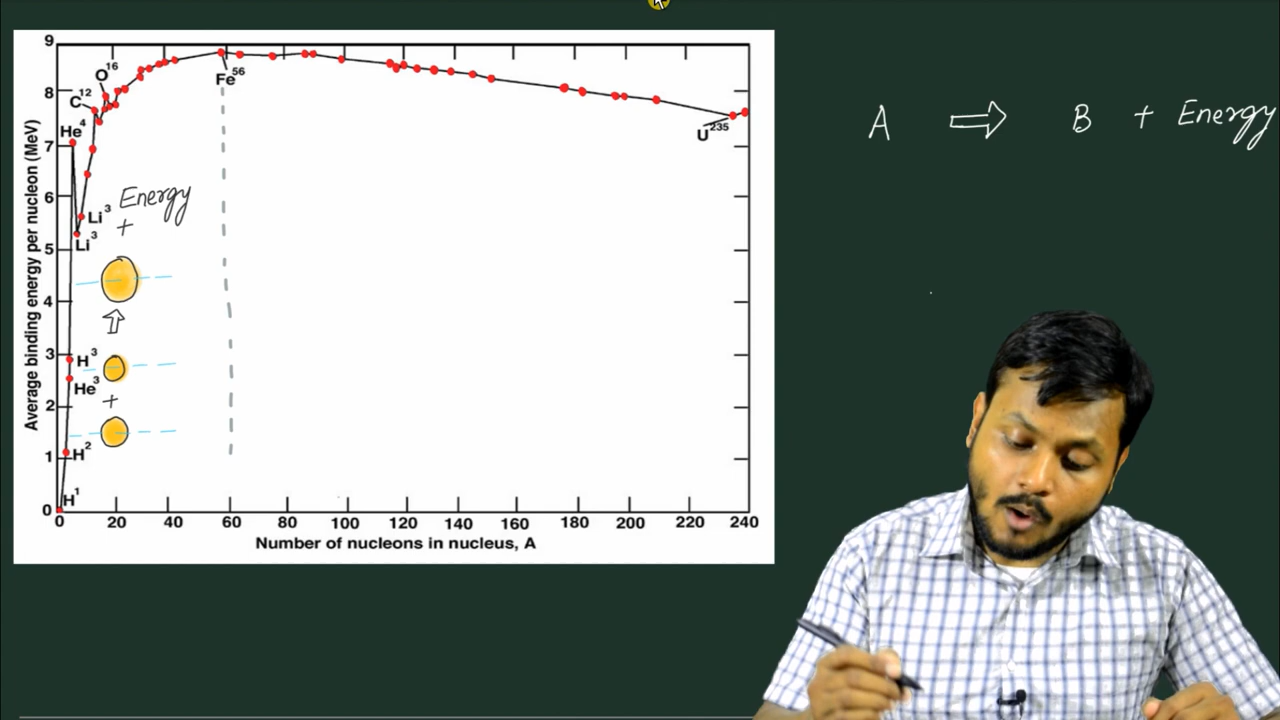 9
8
7
6
5
4
3
2
1
0
Average binding energy per nucleon (MeV)
O16
C12
He4
Fe56
U235
Li3
Li3
Energy
+
H3
He3
+
H2
H1
0 20 40 60 80 100 120 140 160 180 200 220 240
Number of nucleons in nucleus, A
A ⇒ B + Energy